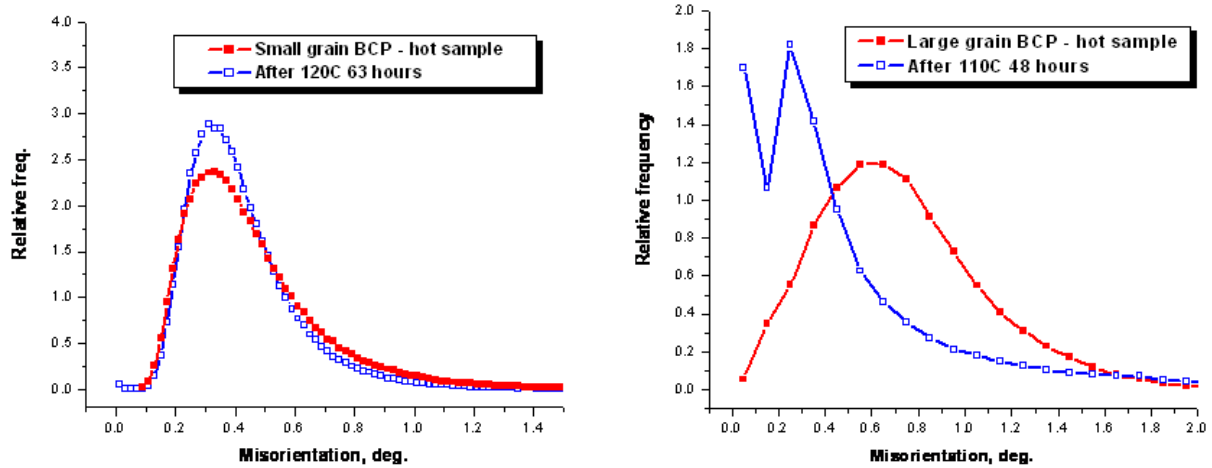 4.0
3.5
3.0
2.5
2.0
1.5
1.0
0.5
0.0
Relative freq.
Small grain BCP - hot sample
After 120C 63 hours
0.0 0.2 0.4 0.6 0.8 1.0 1.2 1.4
Misorientation, deg.
2.0
1.8
1.6
1.4
1.2
1.0
0.8
0.6
0.4
0.2
0.0
Relative frequency
Large grain BCP - hot sample
After 110C 48 hours
0.0 0.2 0.4 0.6 0.8 1.0 1.2 1.4 1.6 1.8 2.0
Misorientation, deg.